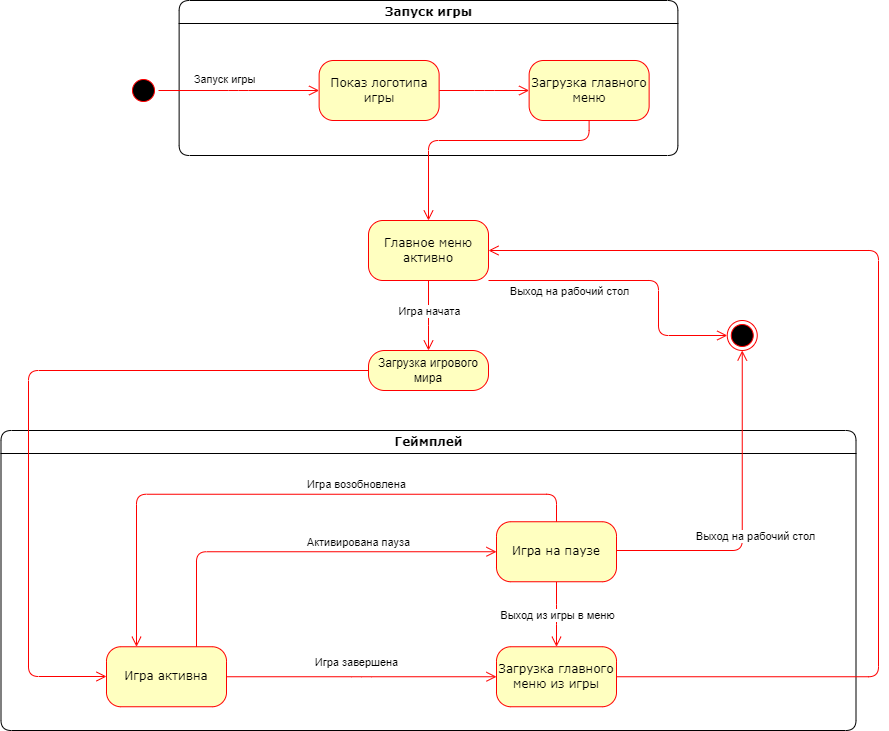 Запуск игры
Запуск игры
Показ логотипа
игры
Загрузка главного
меню
Главное меню
активно
Выход на рабочий стол
Игра начата
Загрузка игрового
мира
Геймплей
Игра возобновлена
Активирована пауза
Игра на паузе
Выход на рабочий стол
Выход из игры в меню
Игра завершена
Игра активна
Загрузка главного
меню из игры